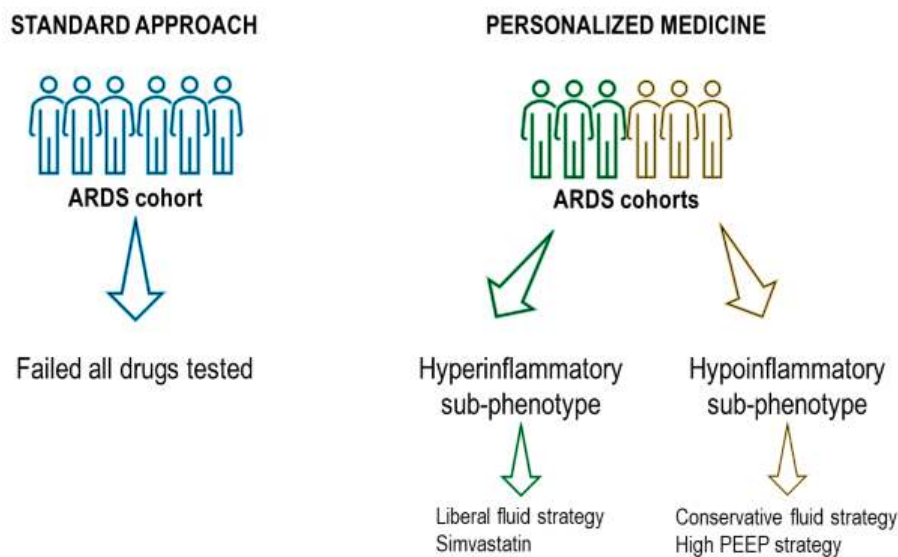 STANDARD APPROACH
ARDS cohort
Failed all drugs tested
PERSONALIZED MEDICINE
ARDS cohorts
Hyperinflammatory
sub-phenotype
Liberal fluid strategy
Simvastatin
Hypoinflammatory
sub-phenotype
Conservative fluid strategy
High PEEP strategy